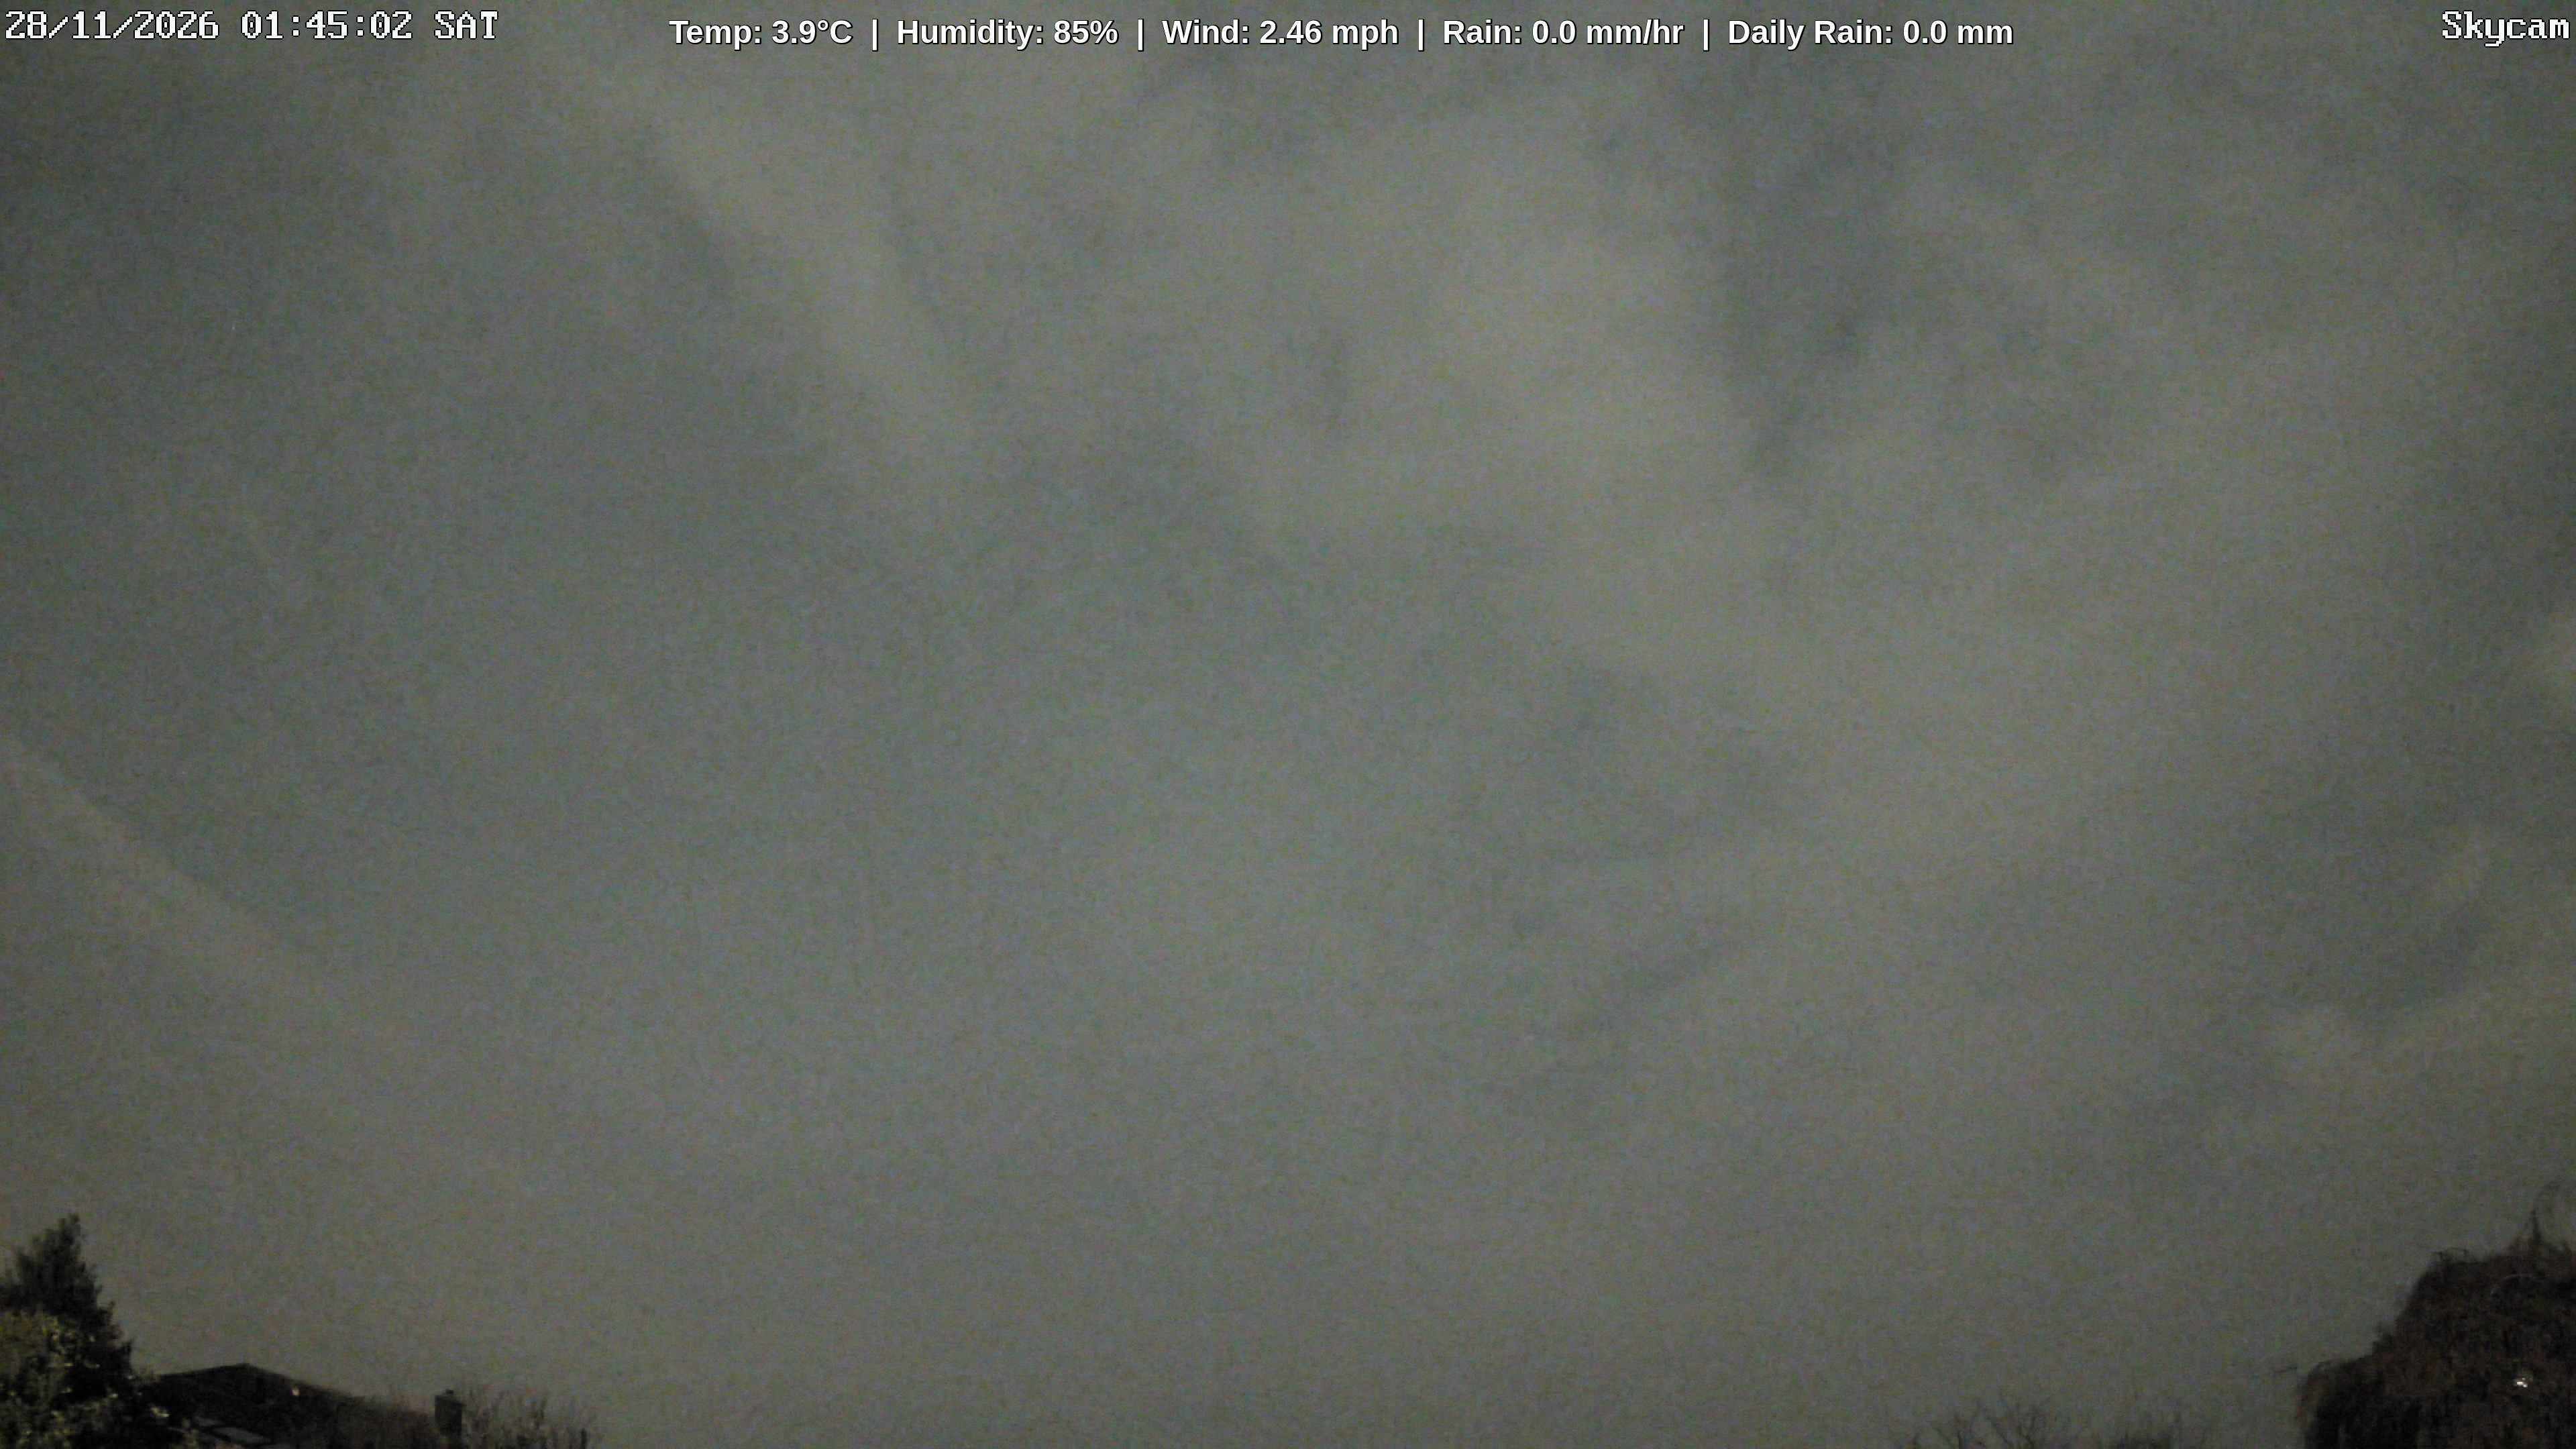 28/11/2026 01:45:02 SAT
Temp: 3.9°C | Humidity: 85% | Wind: 2.46 mph | Rain: 0.0 mm/hr | Daily Rain: 0.0 mm
Skycam